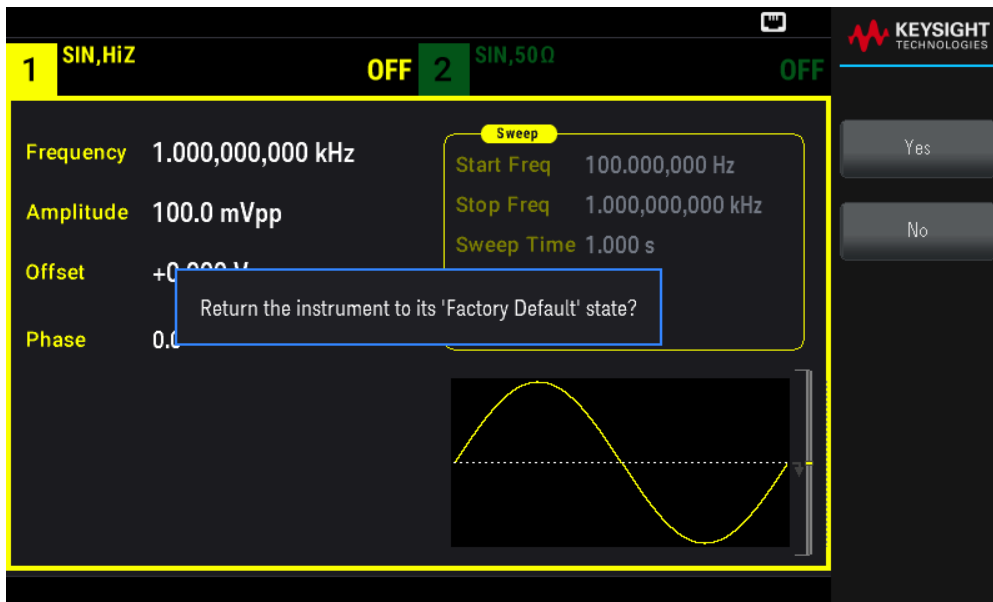 KEYSIGHT
TECHNOLOGIES
1 SIN,HiZ OFF 2 SIN,50Ω OFF
Sweep
Frequency 1.000,000,000 kHz
Start Freq 100.000,000 Hz
Amplitude 100.0 mVpp
Stop Freq 1.000,000,000 kHz
Sweep Time 1.000 s
Offset
Return the instrument to its 'Factory Default' state?
Phase
Yes
No